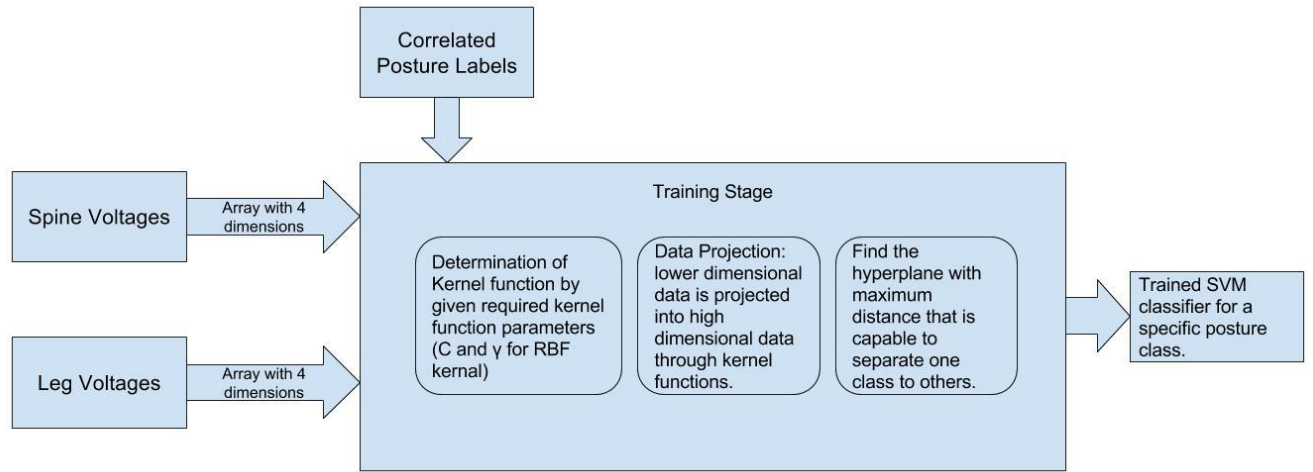 Correlated
Posture Labels
Spine Voltages
Array with 4
dimensions
Leg Voltages
Array with 4
dimensions
Training Stage
Determination of
Kernel function by
given required kernel
function parameters
(C and γ for RBF
kernal)
Data Projection:
lower dimensional
data is projected
into high
dimensional data
through kernel
functions.
Find the
hyperplane with
maximum
distance that is
capable to
separate one
class to others.
Trained SVM
classifier for a
specific posture
class.